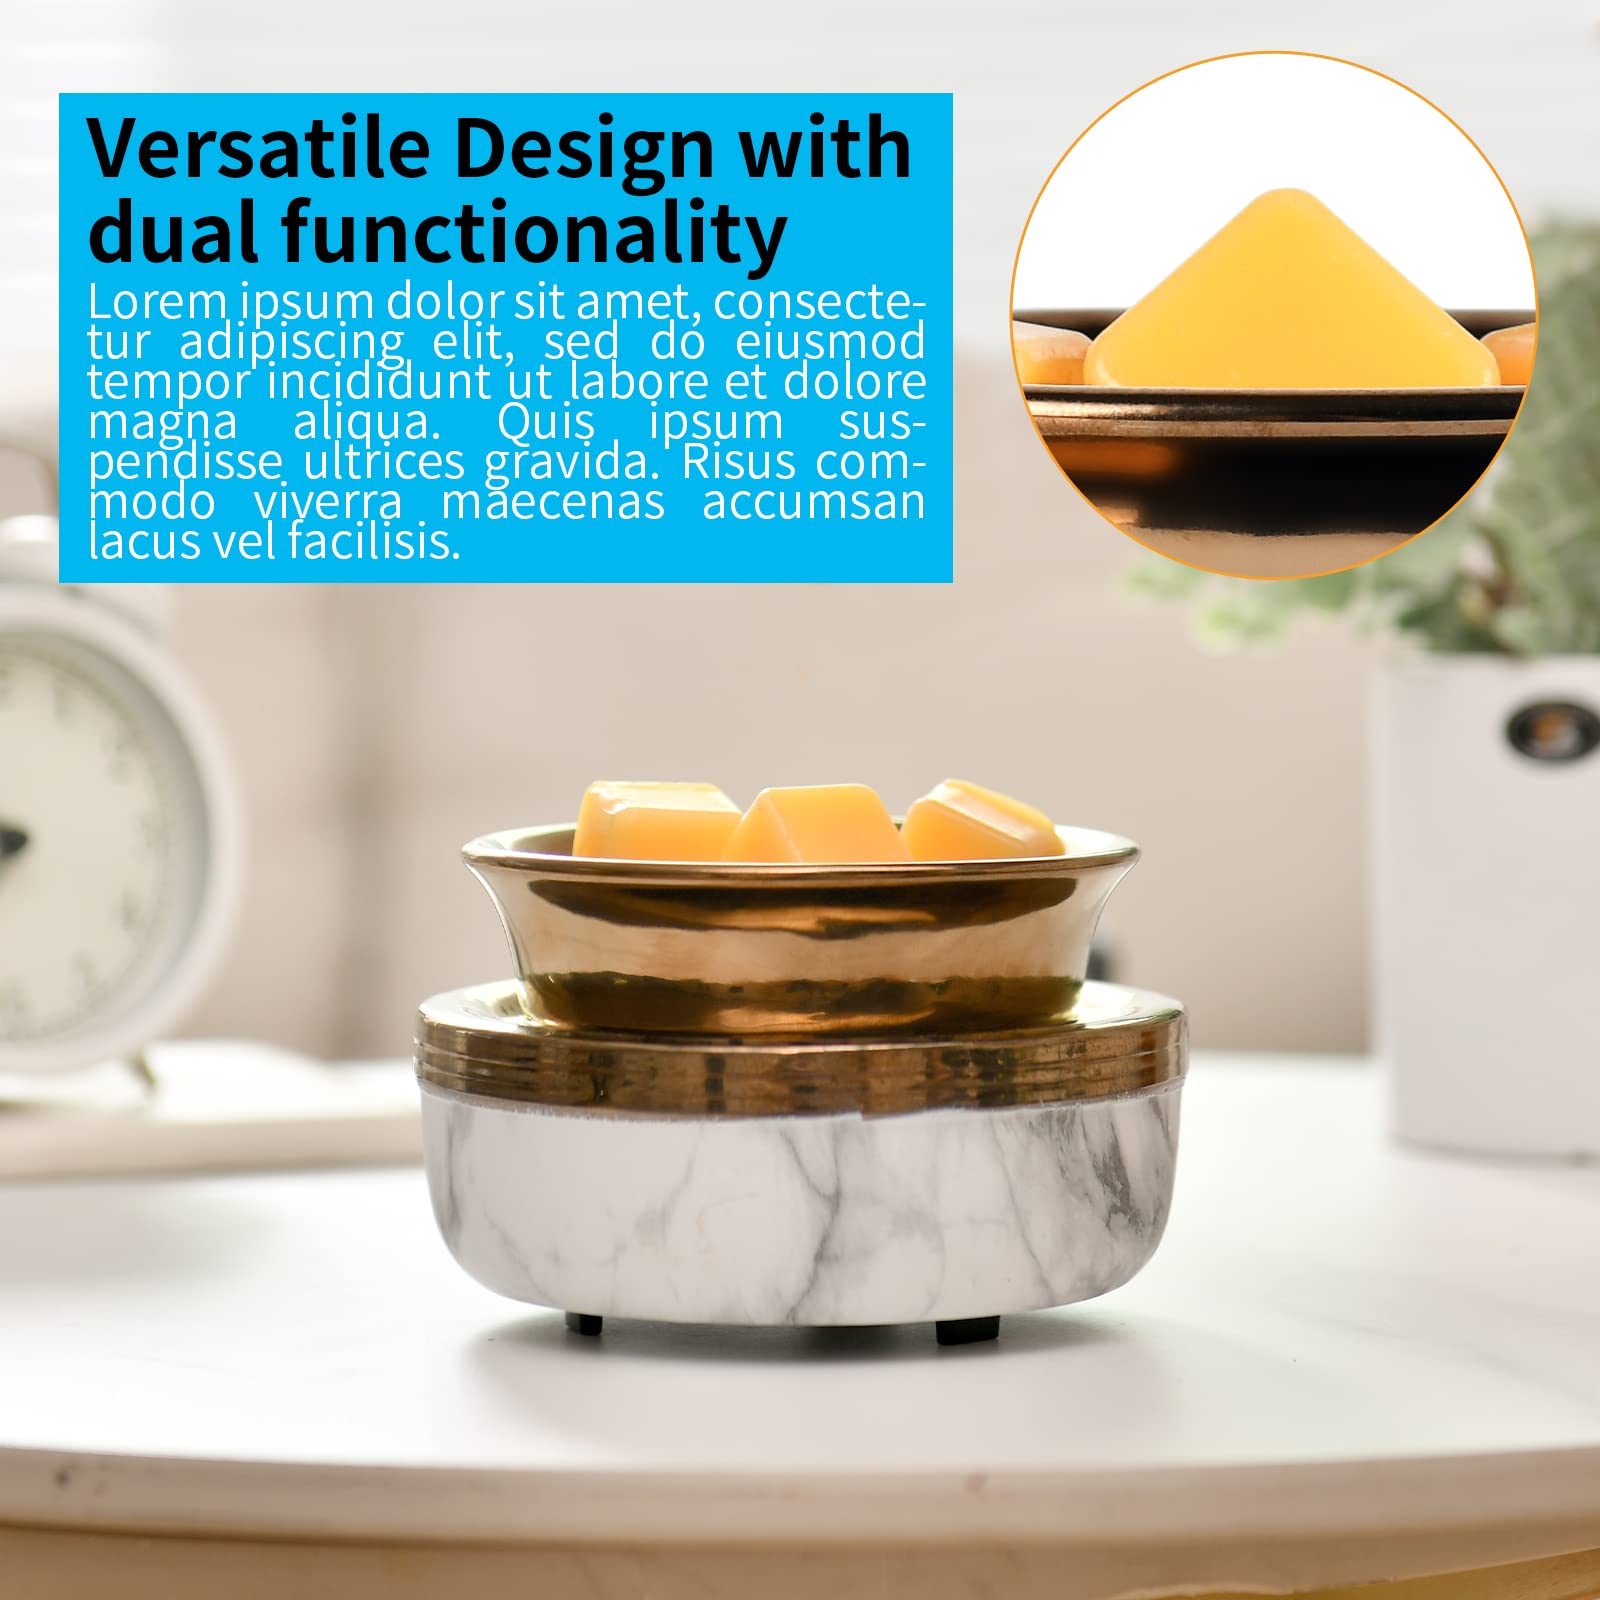 Versatile Design with
dual functionality
Lorem ipsum dolor sit amet, consecte-
tur adipiscing elit, sed do eiusmod
tempor incididunt ut labore et dolore
magna aliqua. Quis ipsum sus-
pendisse ultrices gravida. Risus com-
modo viverra maecenas accumsan
lacus vel facilisis.